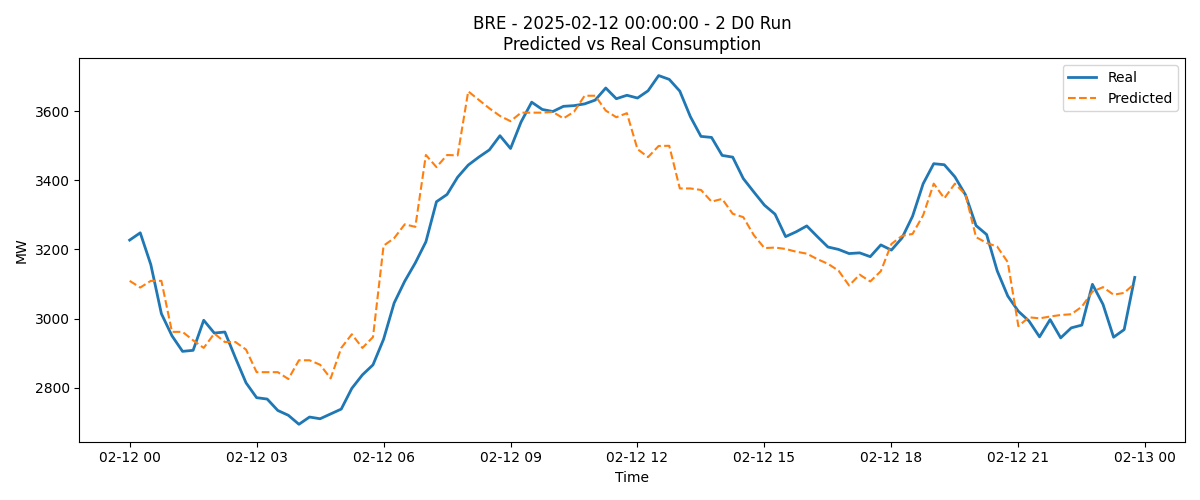 BRE - 2025-02-12 00:00:00 - 2 D0 Run
Predicted vs Real Consumption
Real
Predicted
MW
3600
3400
3200
3000
2800
02-12 00
02-12 03
02-12 06
02-12 09
02-12 12
02-12 15
02-12 18
02-12 21
02-13 00
Time